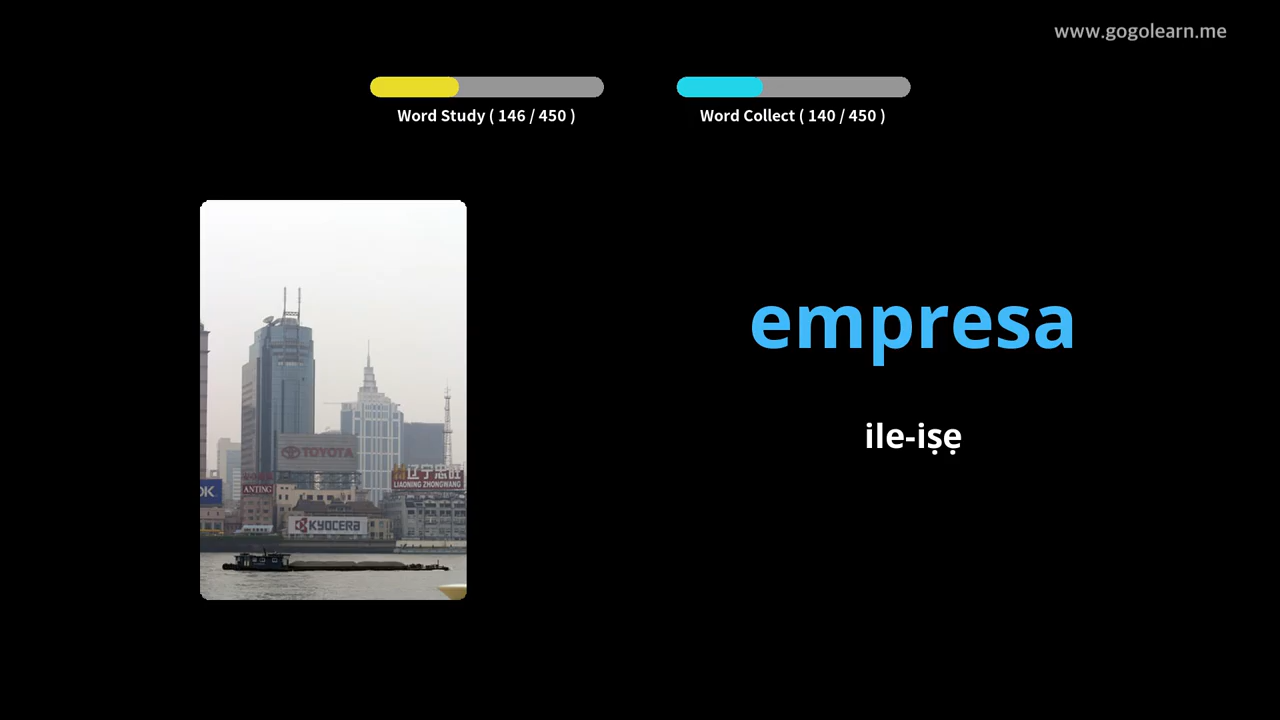 www.gogolearn.me
Word Study ( 146 / 450 )
Word Collect ( 140 / 450 )
empresa
ile-iṣẹ
TOYOTA
辽宁忠旺
LIAONING ZHONGWANG
OK
ANTING
KYOCERA